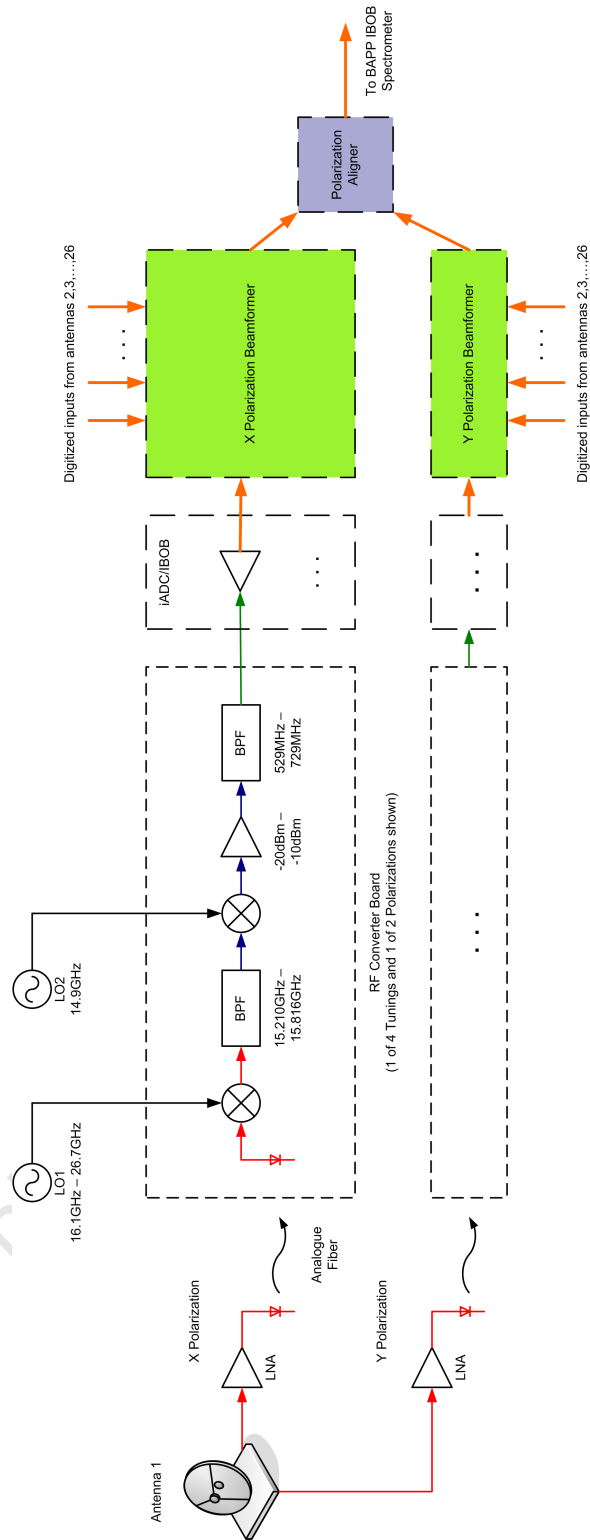 Antenna 1
X Polarization
LNA
Y Polarization
LNA
Analogue
Fiber
LO1
16.1GHz – 26.7GHz
LO2
14.9GHz
BPF
15.210GHz –
15.816GHz
-20dBm –
-10dBm
BPF
529MHz –
729MHz
RF Converter Board
(1 of 4 Tunings and 1 of 2 Polarizations shown)
. . .
iADC/IBOB
. . .
. . .
Digitized inputs from antennas 2,3,...,26
. . .
X Polarization Beamformer
Y Polarization Beamformer
. . .
Digitized inputs from antennas 2,3,...,26
Polarization
Aligner
To BAPP IBOB
Spectrometer